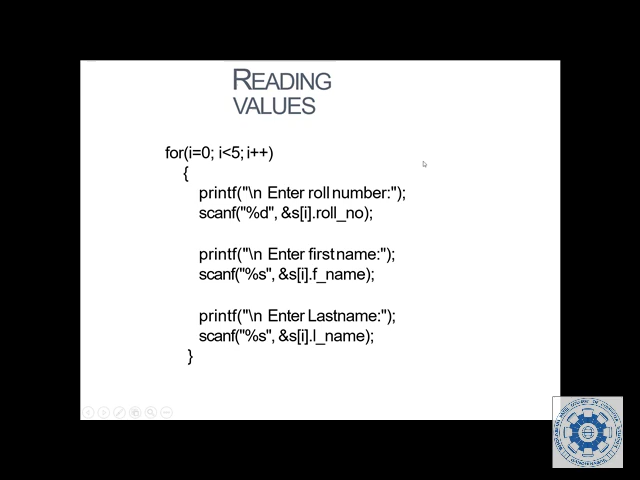 READING
VALUES
for(i=0; i<5; i++)
{
printf("\n Enter roll number:");
scanf("%d", &s[i].roll_no);
printf("\n Enter first name:");
scanf("%s", &s[i].f_name);
printf("\n Enter Lastname:");
scanf("%s", &s[i].l_name);
}